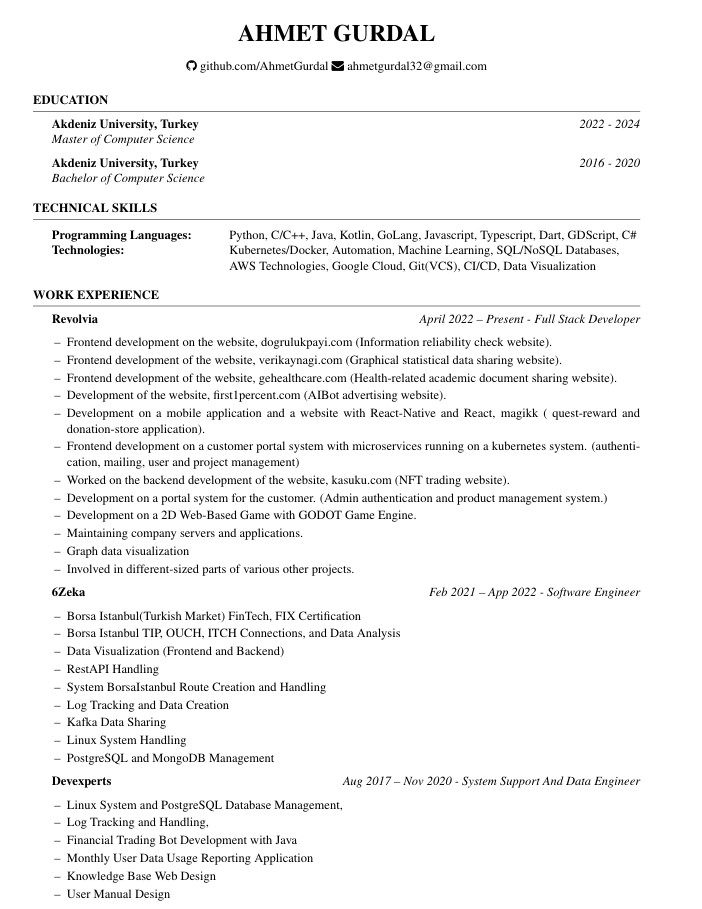 AHMET GURDAL
github.com/AhmetGurdal ahmetgurdal32@gmail.com
EDUCATION
Akdeniz University, Turkey 2022 - 2024
Master of Computer Science
Akdeniz University, Turkey 2016 - 2020
Bachelor of Computer Science
TECHNICAL SKILLS
Programming Languages: Python, C/C++, Java, Kotlin, GoLang, Javascript, Typescript, Dart, GDScript, C#
Technologies: Kubernetes/Docker, Automation, Machine Learning, SQL/NoSQL Databases,
AWS Technologies, Google Cloud, Git(VCS), CI/CD, Data Visualization
WORK EXPERIENCE
Revolvia April 2022 – Present - Full Stack Developer
– Frontend development on the website, dogrulukpayi.com (Information reliability check website).
– Frontend development of the website, verikaynagi.com (Graphical statistical data sharing website).
– Frontend development of the website, gehealthcare.com (Health-related academic document sharing website).
– Development of the website, first1percent.com (AIBot advertising website).
– Development on a mobile application and a website with React-Native and React, magikk ( quest-reward and
donation-store application).
– Frontend development on a customer portal system with microservices running on a kubernetes system. (authenti-
cation, mailing, user and project management)
– Worked on the backend development of the website, kasuku.com (NFT trading website).
– Development on a portal system for the customer. (Admin authentication and product management system.)
– Development on a 2D Web-Based Game with GODOT Game Engine.
– Maintaining company servers and applications.
– Graph data visualization
– Involved in different-sized parts of various other projects.
6Zeka Feb 2021 – App 2022 - Software Engineer
– Borsa Istanbul(Turkish Market) FinTech, FIX Certification
– Borsa Istanbul TIP, OUCH, ITCH Connections, and Data Analysis
– Data Visualization (Frontend and Backend)
– RestAPI Handling
– System BorsaIstanbul Route Creation and Handling
– Log Tracking and Data Creation
– Kafka Data Sharing
– Linux System Handling
– PostgreSQL and MongoDB Management
Devexperts Aug 2017 – Nov 2020 - System Support And Data Engineer
– Linux System and PostgreSQL Database Management,
– Log Tracking and Handling,
– Financial Trading Bot Development with Java
– Monthly User Data Usage Reporting Application
– Knowledge Base Web Design
– User Manual Design